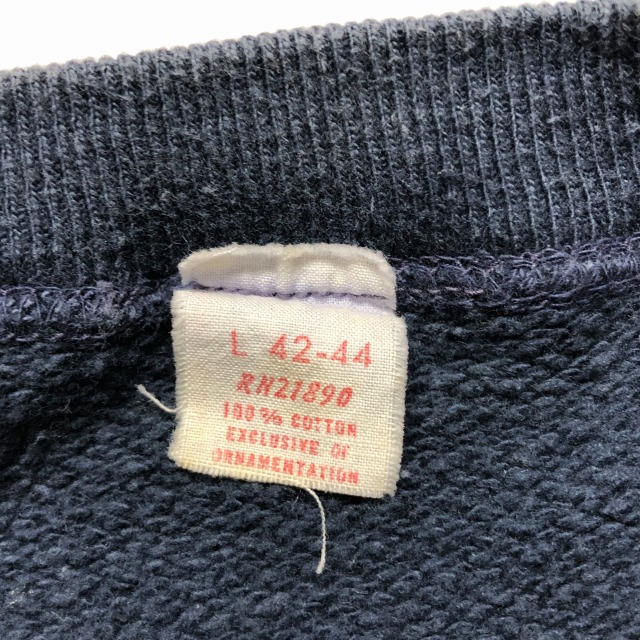 L 42-44
RN21890
100% COTTON
EXCLUSIVE OF
ORNAMENTATION